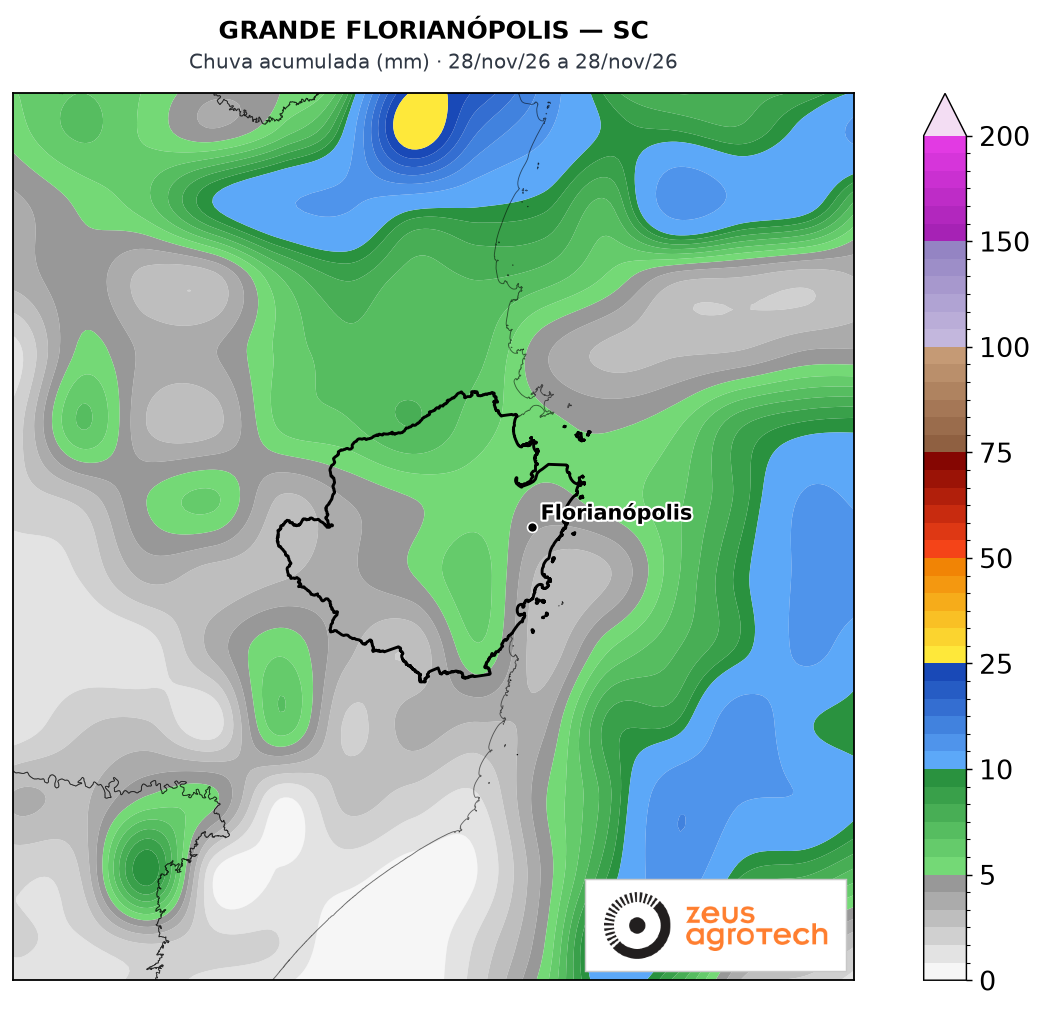 GRANDE FLORIANÓPOLIS — SC
Chuva acumulada (mm) · 28/nov/26 a 28/nov/26
200
150
100
75
50
25
10
5
0
Florianópolis
zeus
agrotech